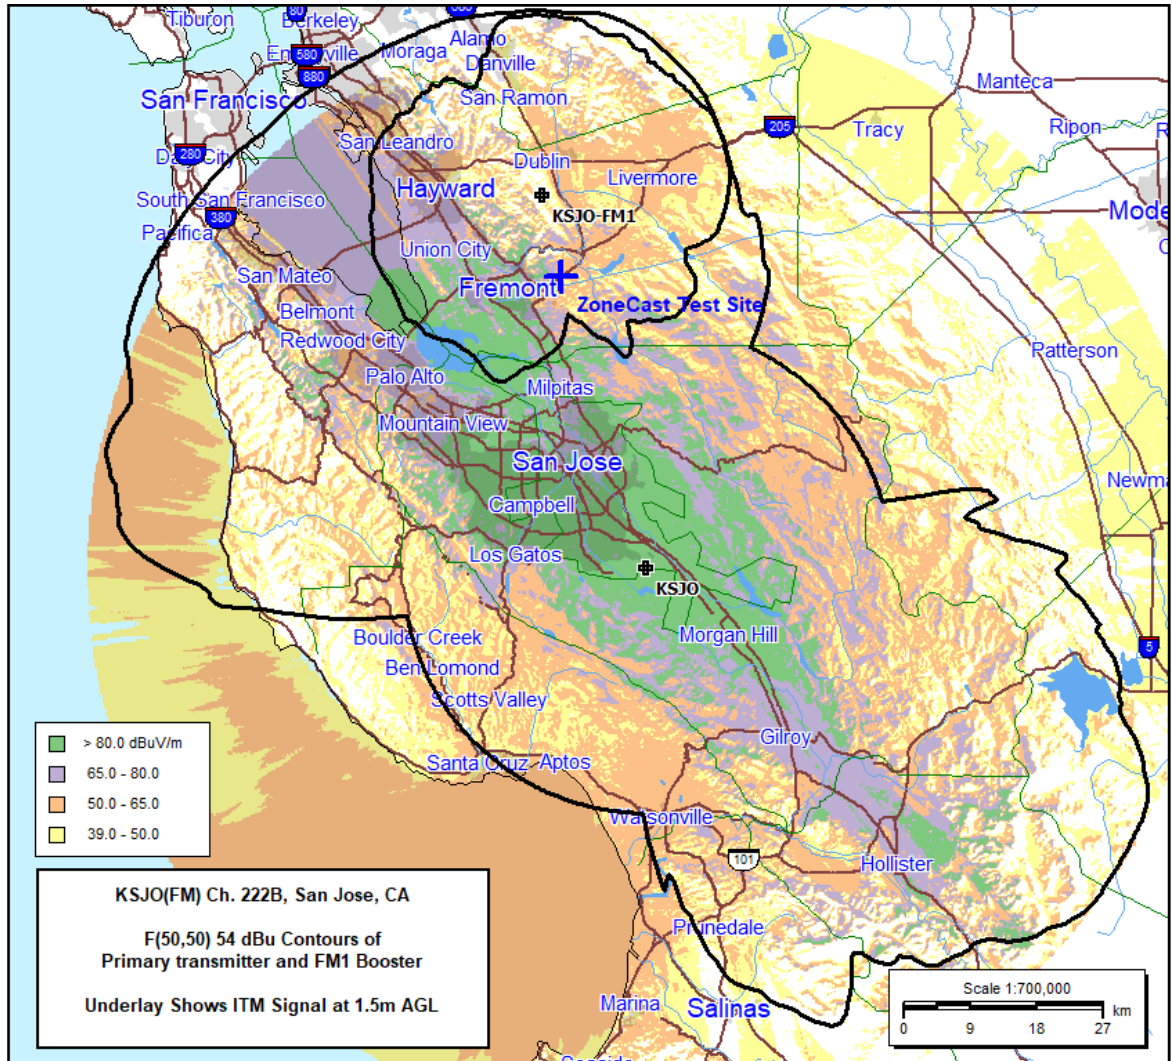 Tiburon
80
Berkeley
Alamo
Moraga
580
Danville
880
San Francisco
San Ramon
Manteca
205
Tracy
Ripon
San Leandro
280
Dublin
Livermore
Hayward
KSJO-FM1
South San Francisco
380
Pacifica
Union City
San Mateo
Fremont
ZoneCast Test Site
Belmont
Redwood City
Patterson
Palo Alto
Milpitas
Mountain View
San Jose
Campbell
Los Gatos
KSJO
Morgan Hill
Boulder Creek
5
Ben Lomond
Scotts Valley
> 80.0 dBuV/m
65.0 - 80.0
50.0 - 65.0
39.0 - 50.0
Gilroy
Santa Cruz
Aptos
Watsonville
101
Hollister
KSJO(FM) Ch. 222B, San Jose, CA
F(50,50) 54 dBu Contours of
Primary transmitter and FM1 Booster
Underlay Shows ITM Signal at 1.5m AGL
Prunedale
Marina
Salinas
Scale 1:700,000
km
0 9 18 27